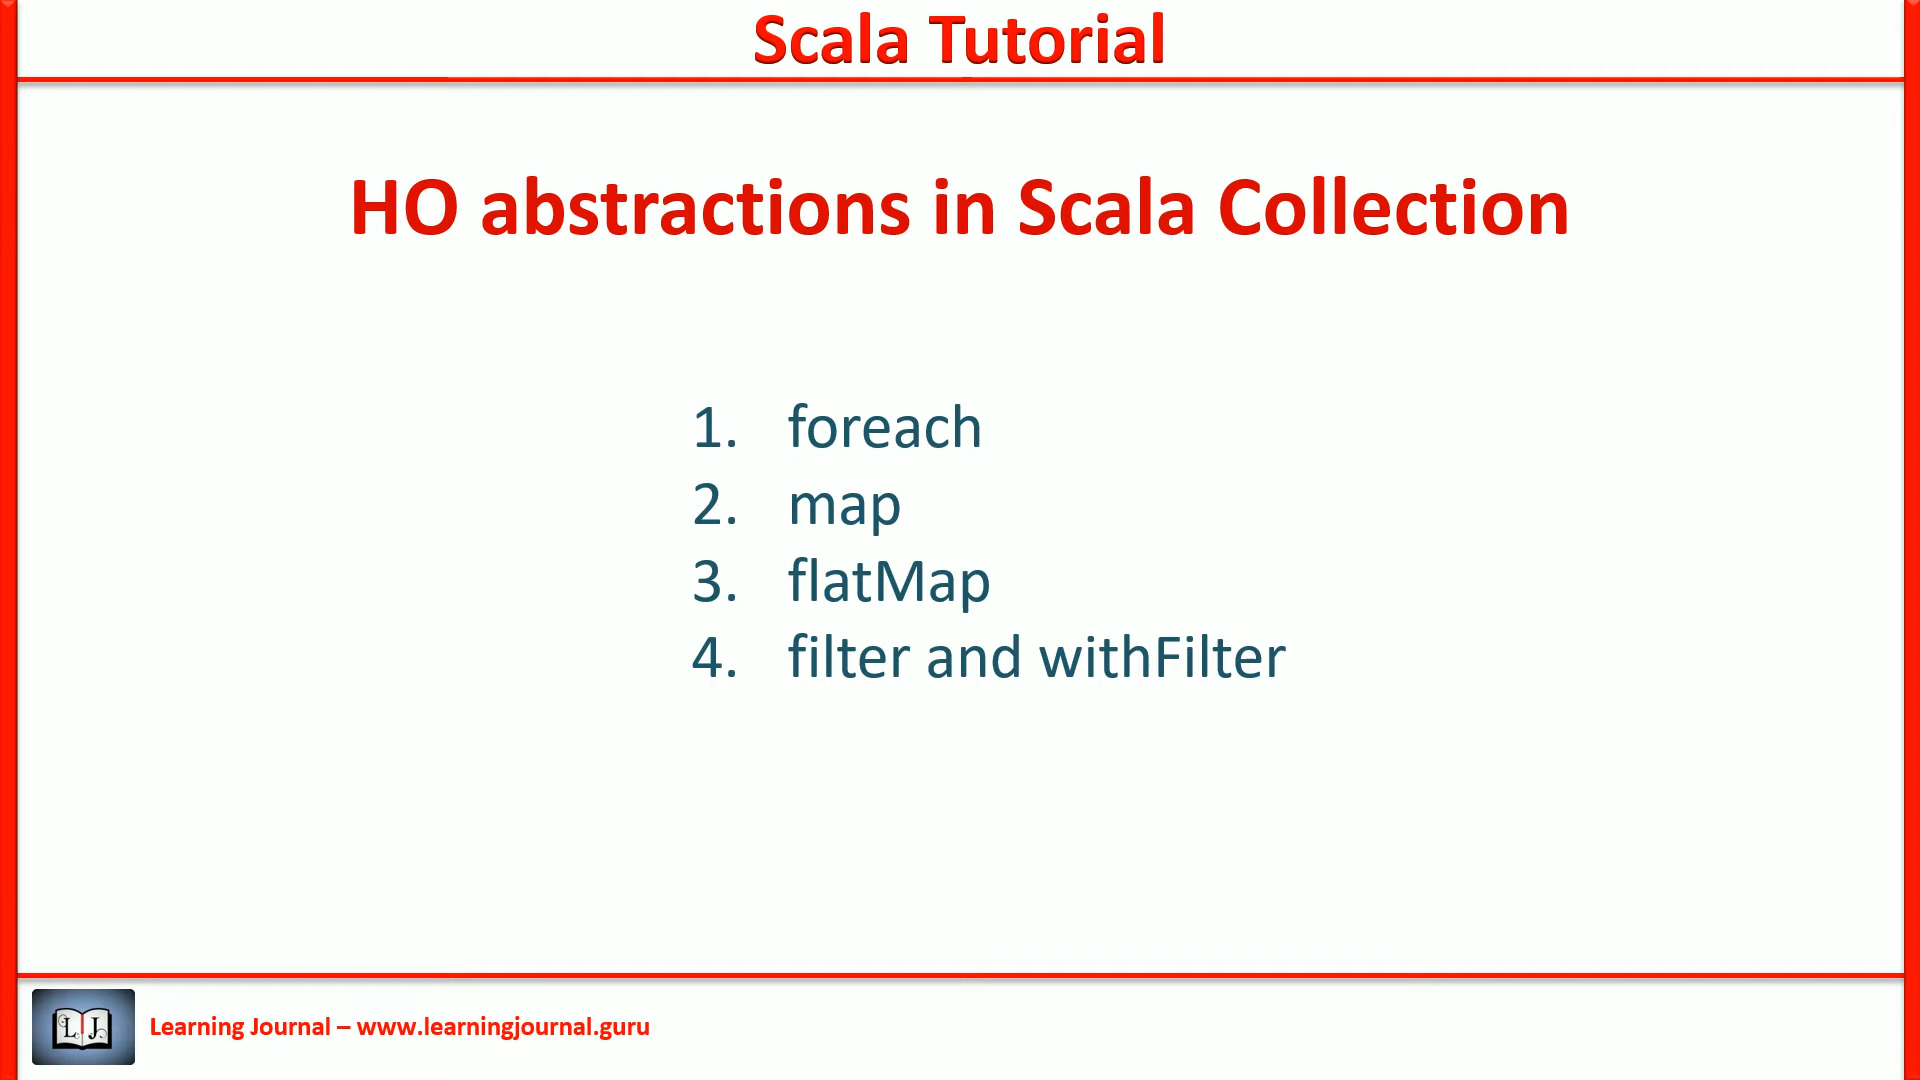 Scala Tutorial
HO abstractions in Scala Collection
1. foreach
2. map
3. flatMap
4. filter and withFilter
L J
Learning Journal – www.learningjournal.guru